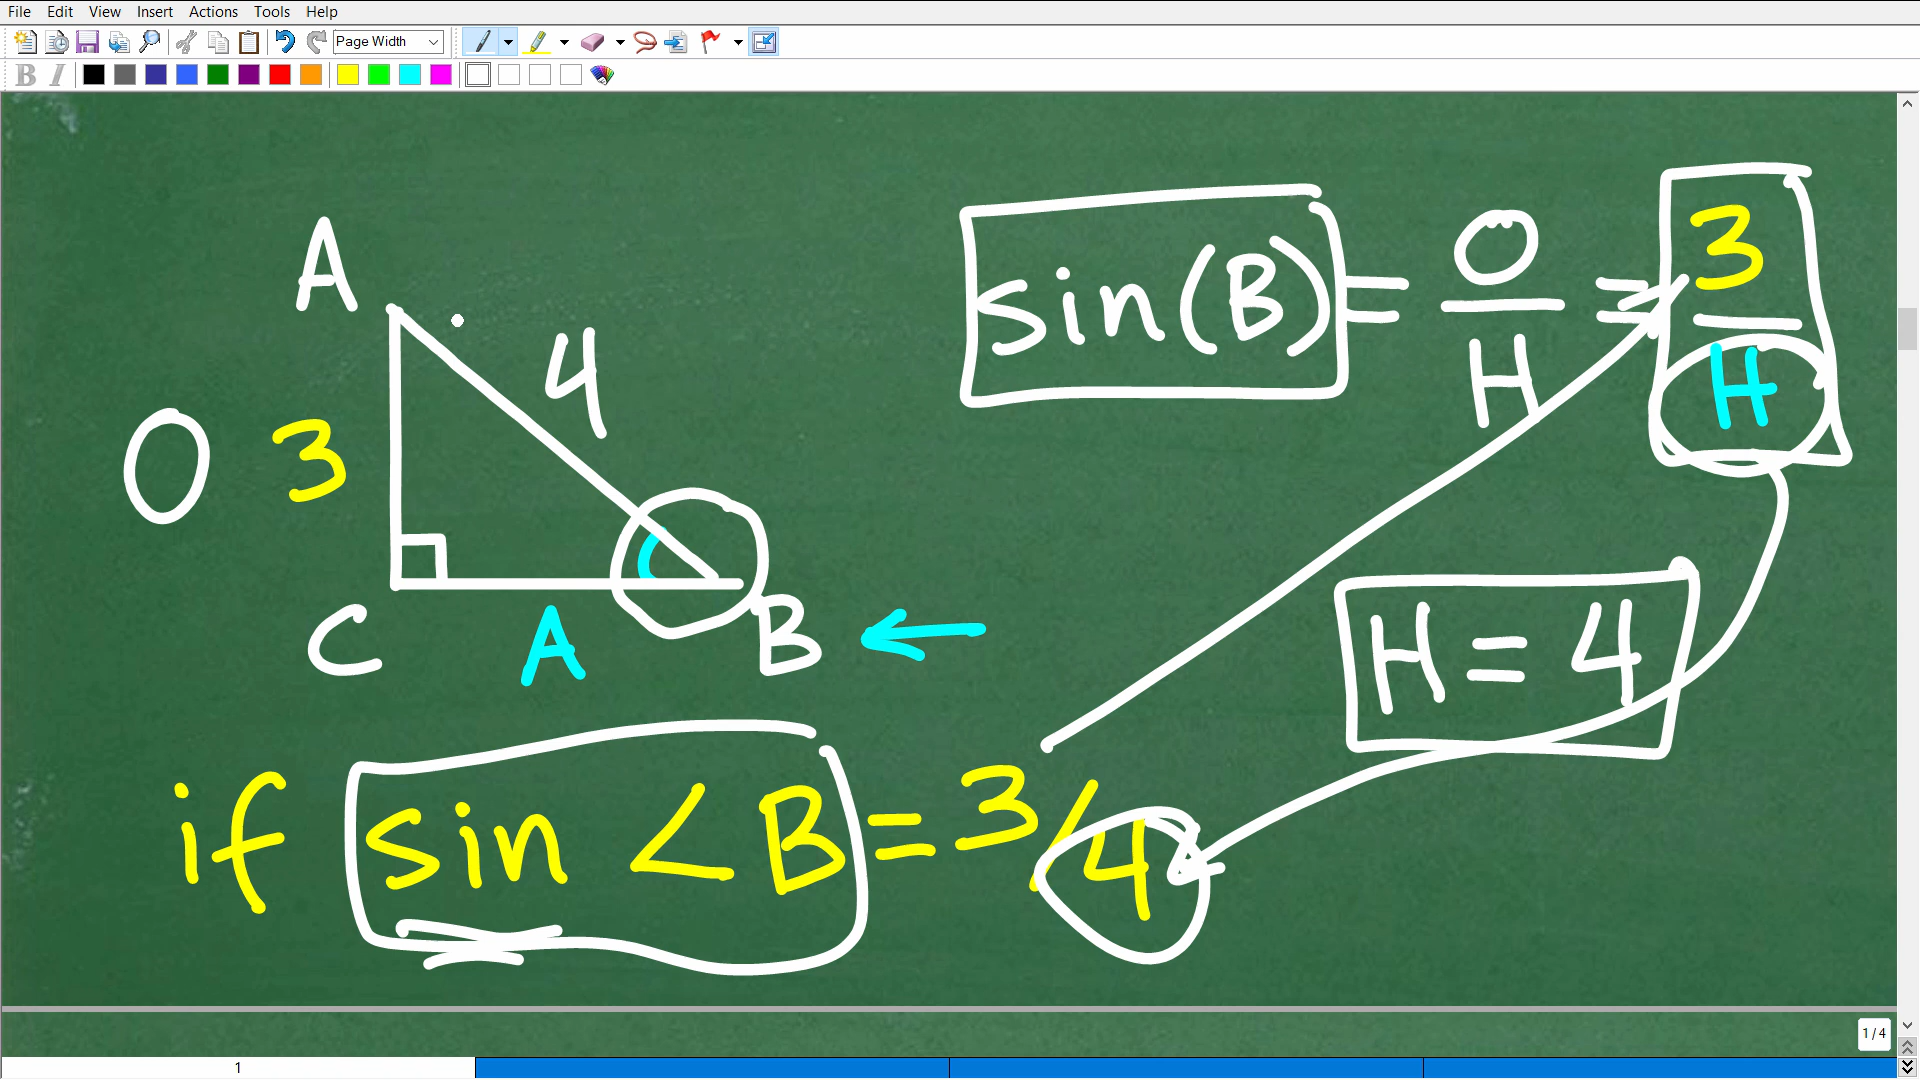 File Edit View Insert Actions Tools Help
Page Width
B I
A
4
O 3
C A B
sin(B) = O/H = 3/H
H = 4
if sin ∠B = 3/4
1 / 4
1